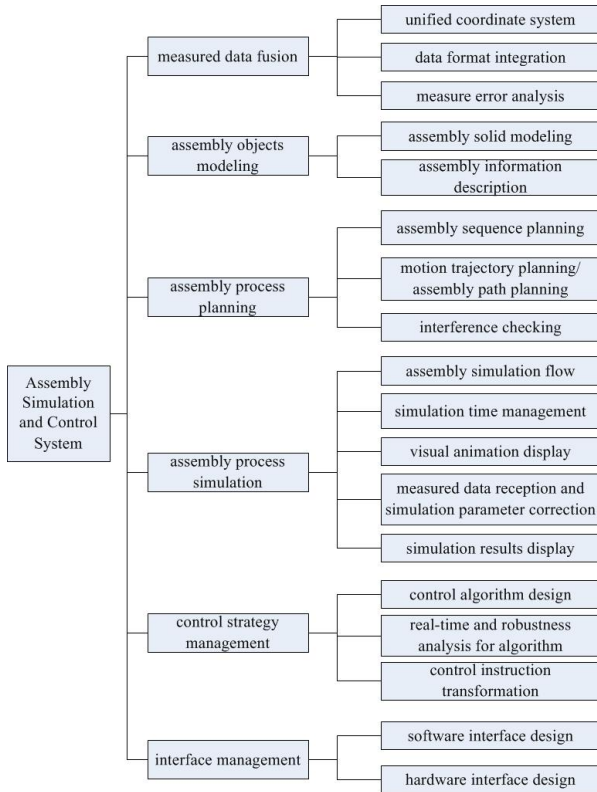 Assembly
Simulation
and Control
System
measured data fusion
unified coordinate system
data format integration
measure error analysis
assembly objects
modeling
assembly solid modeling
assembly information
description
assembly process
planning
assembly sequence planning
motion trajectory planning/
assembly path planning
interference checking
assembly process
simulation
assembly simulation flow
simulation time management
visual animation display
measured data reception and
simulation parameter correction
simulation results display
control strategy
management
control algorithm design
real-time and robustness
analysis for algorithm
control instruction
transformation
interface management
software interface design
hardware interface design